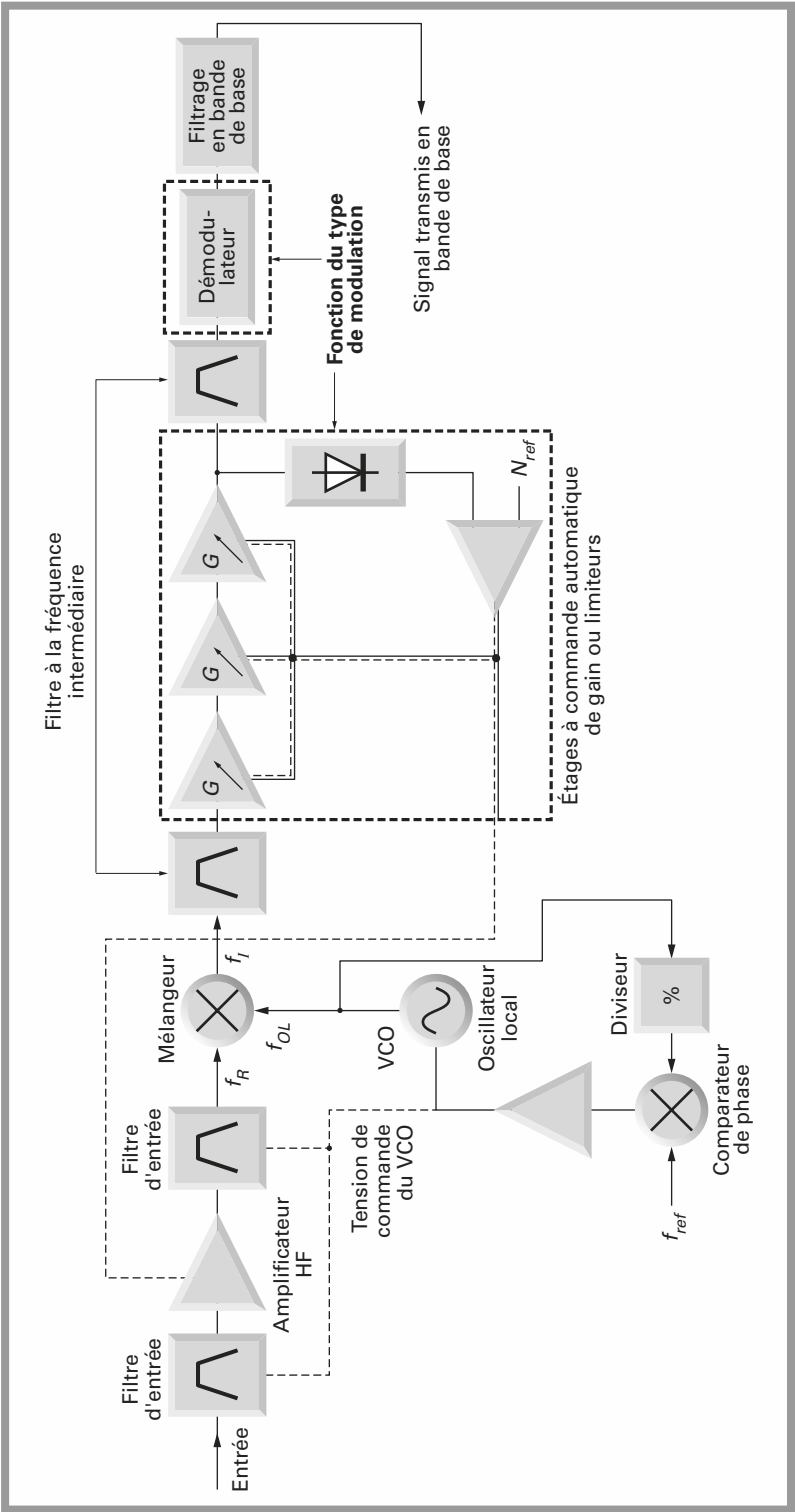 Entrée
Filtre
d'entrée
Amplificateur
HF
Filtre
d'entrée
f_R
Mélangeur
f_I
f_OL
Filtre à la fréquence
intermédiaire
G
G
G
N_ref
Étages à commande automatique
de gain ou limiteurs
Fonction du type
de modulation
Démodu-
lateur
Filtrage
en bande
de base
Signal transmis en
bande de base
Tension de
commande
du VCO
VCO
Oscillateur
local
Diviseur
%
Comparateur
de phase
f_ref